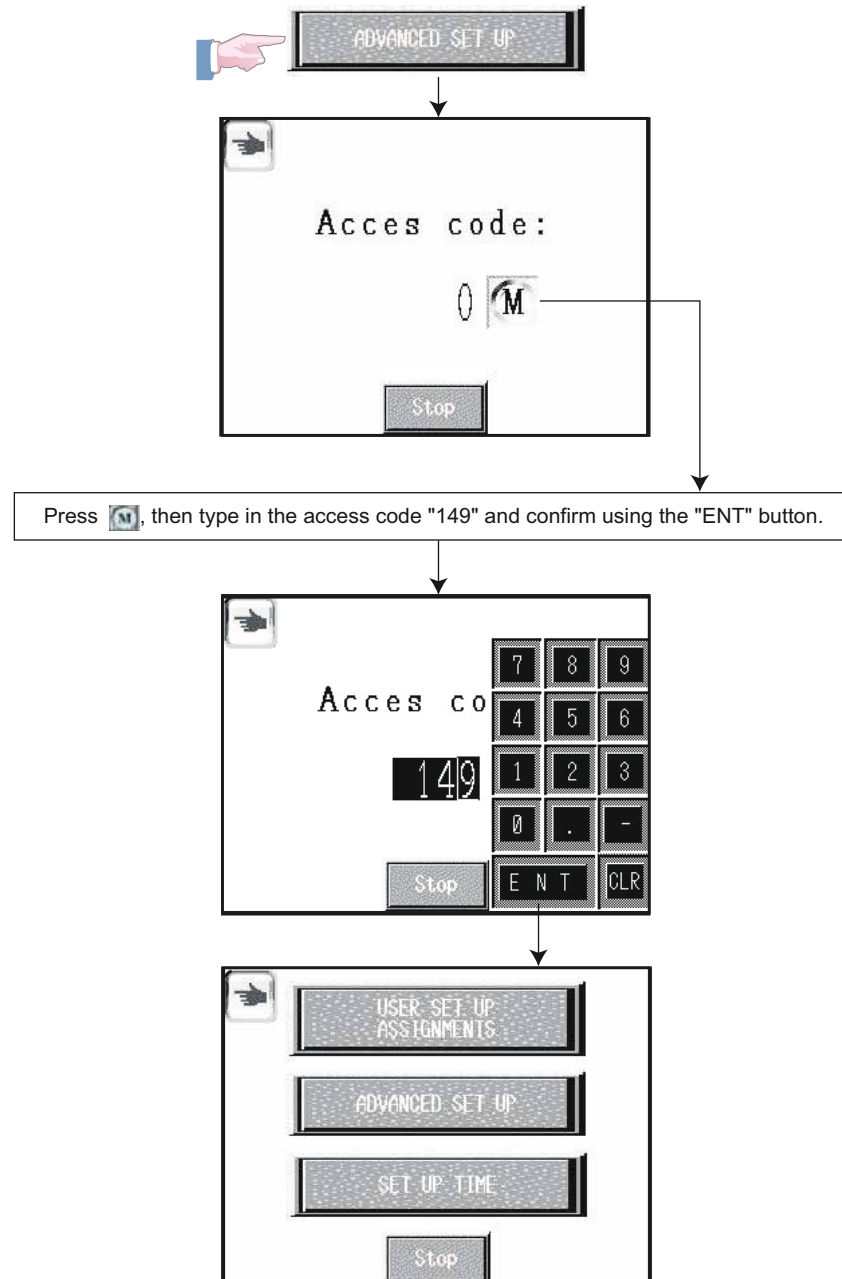 ADVANCED SET UP
Acces code:
0 M
Stop
Press M, then type in the access code "149" and confirm using the "ENT" button.
Acces co
149
7 8 9
4 5 6
1 2 3
0 . -
Stop
ENT CLR
USER SET UP
ASSIGNMENTS
ADVANCED SET UP
SET UP TIME
Stop